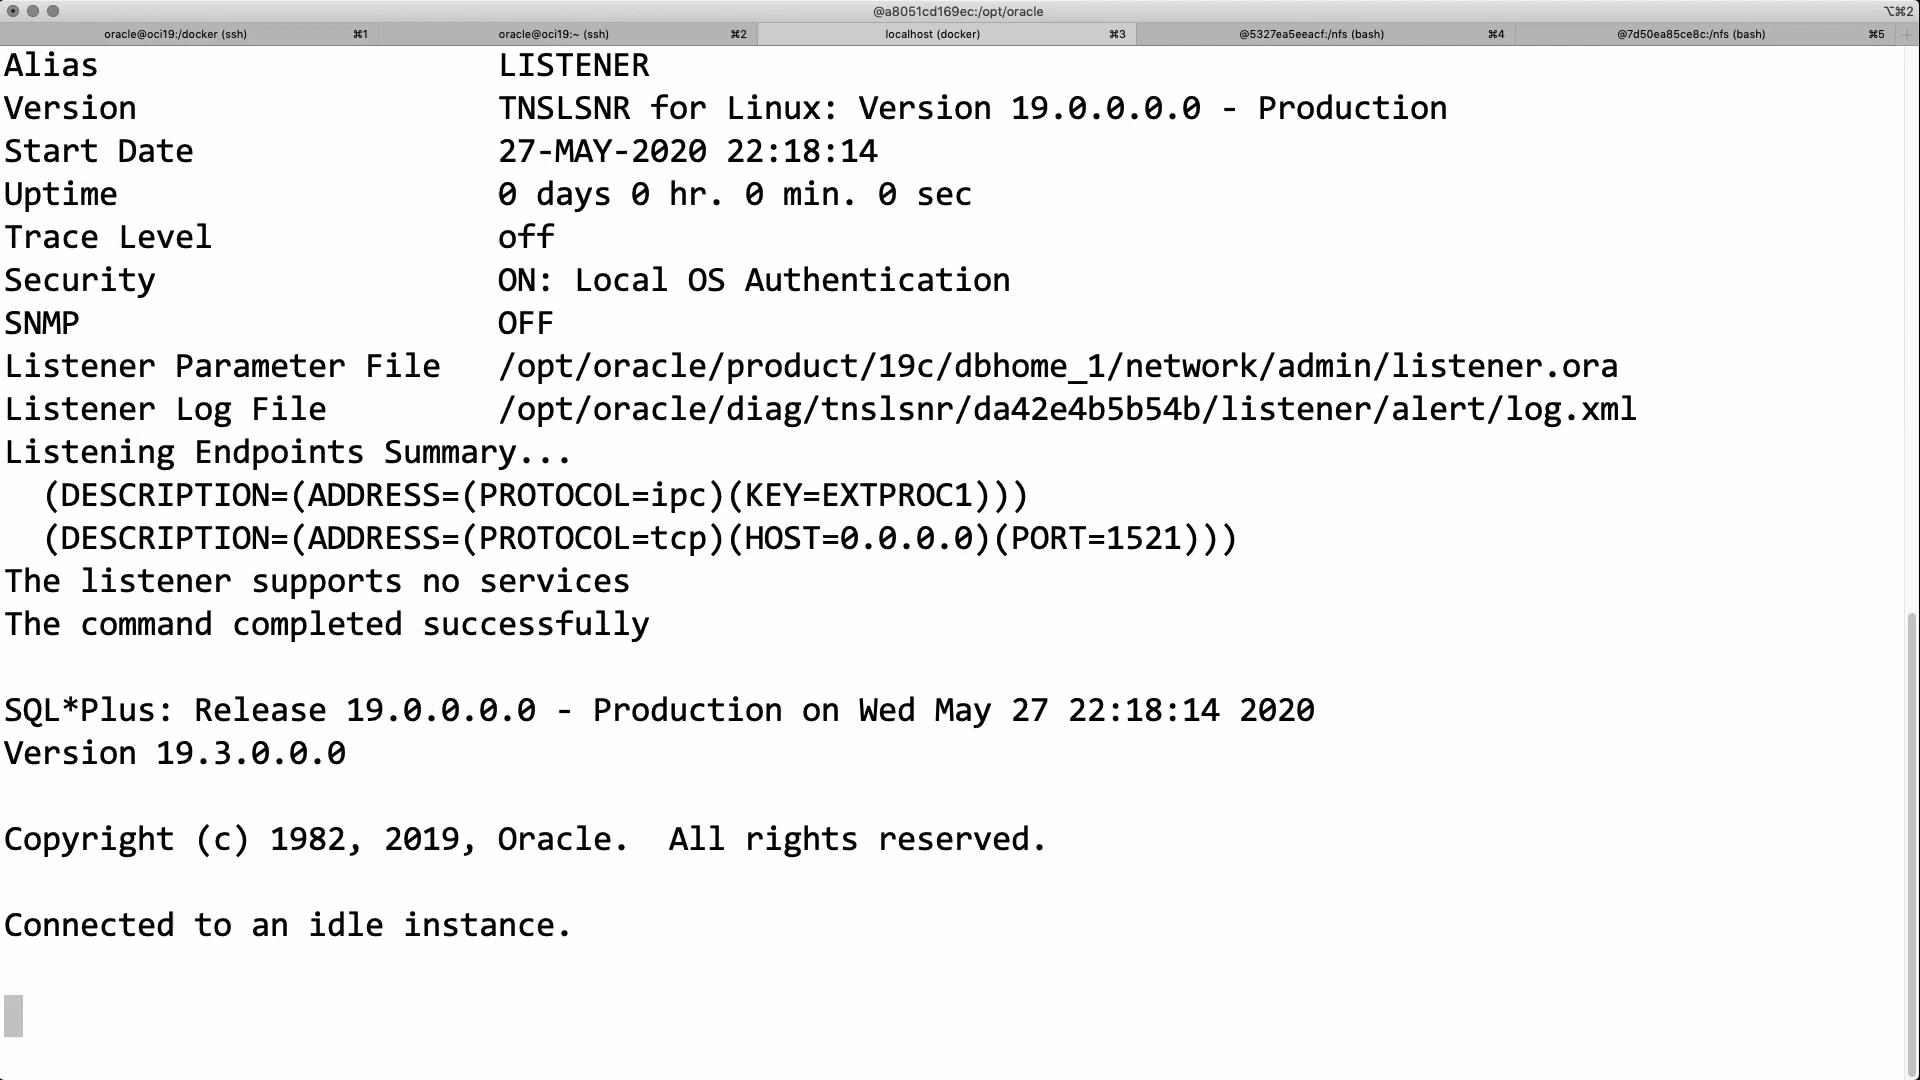 @a8051cd169ec:/opt/oracle
⌥⌘2
oracle@oci19:/docker (ssh) ⌘1 oracle@oci19:~ (ssh) ⌘2 localhost (docker) ⌘3 @5327ea5eeacf:/nfs (bash) ⌘4 @7d50ea85ce8c:/nfs (bash) ⌘5 +
Alias                     LISTENER
Version                   TNSLSNR for Linux: Version 19.0.0.0.0 - Production
Start Date                27-MAY-2020 22:18:14
Uptime                    0 days 0 hr. 0 min. 0 sec
Trace Level               off
Security                  ON: Local OS Authentication
SNMP                      OFF
Listener Parameter File   /opt/oracle/product/19c/dbhome_1/network/admin/listener.ora
Listener Log File         /opt/oracle/diag/tnslsnr/da42e4b5b54b/listener/alert/log.xml
Listening Endpoints Summary...
  (DESCRIPTION=(ADDRESS=(PROTOCOL=ipc)(KEY=EXTPROC1)))
  (DESCRIPTION=(ADDRESS=(PROTOCOL=tcp)(HOST=0.0.0.0)(PORT=1521)))
The listener supports no services
The command completed successfully
SQL*Plus: Release 19.0.0.0.0 - Production on Wed May 27 22:18:14 2020
Version 19.3.0.0.0
Copyright (c) 1982, 2019, Oracle.  All rights reserved.
Connected to an idle instance.